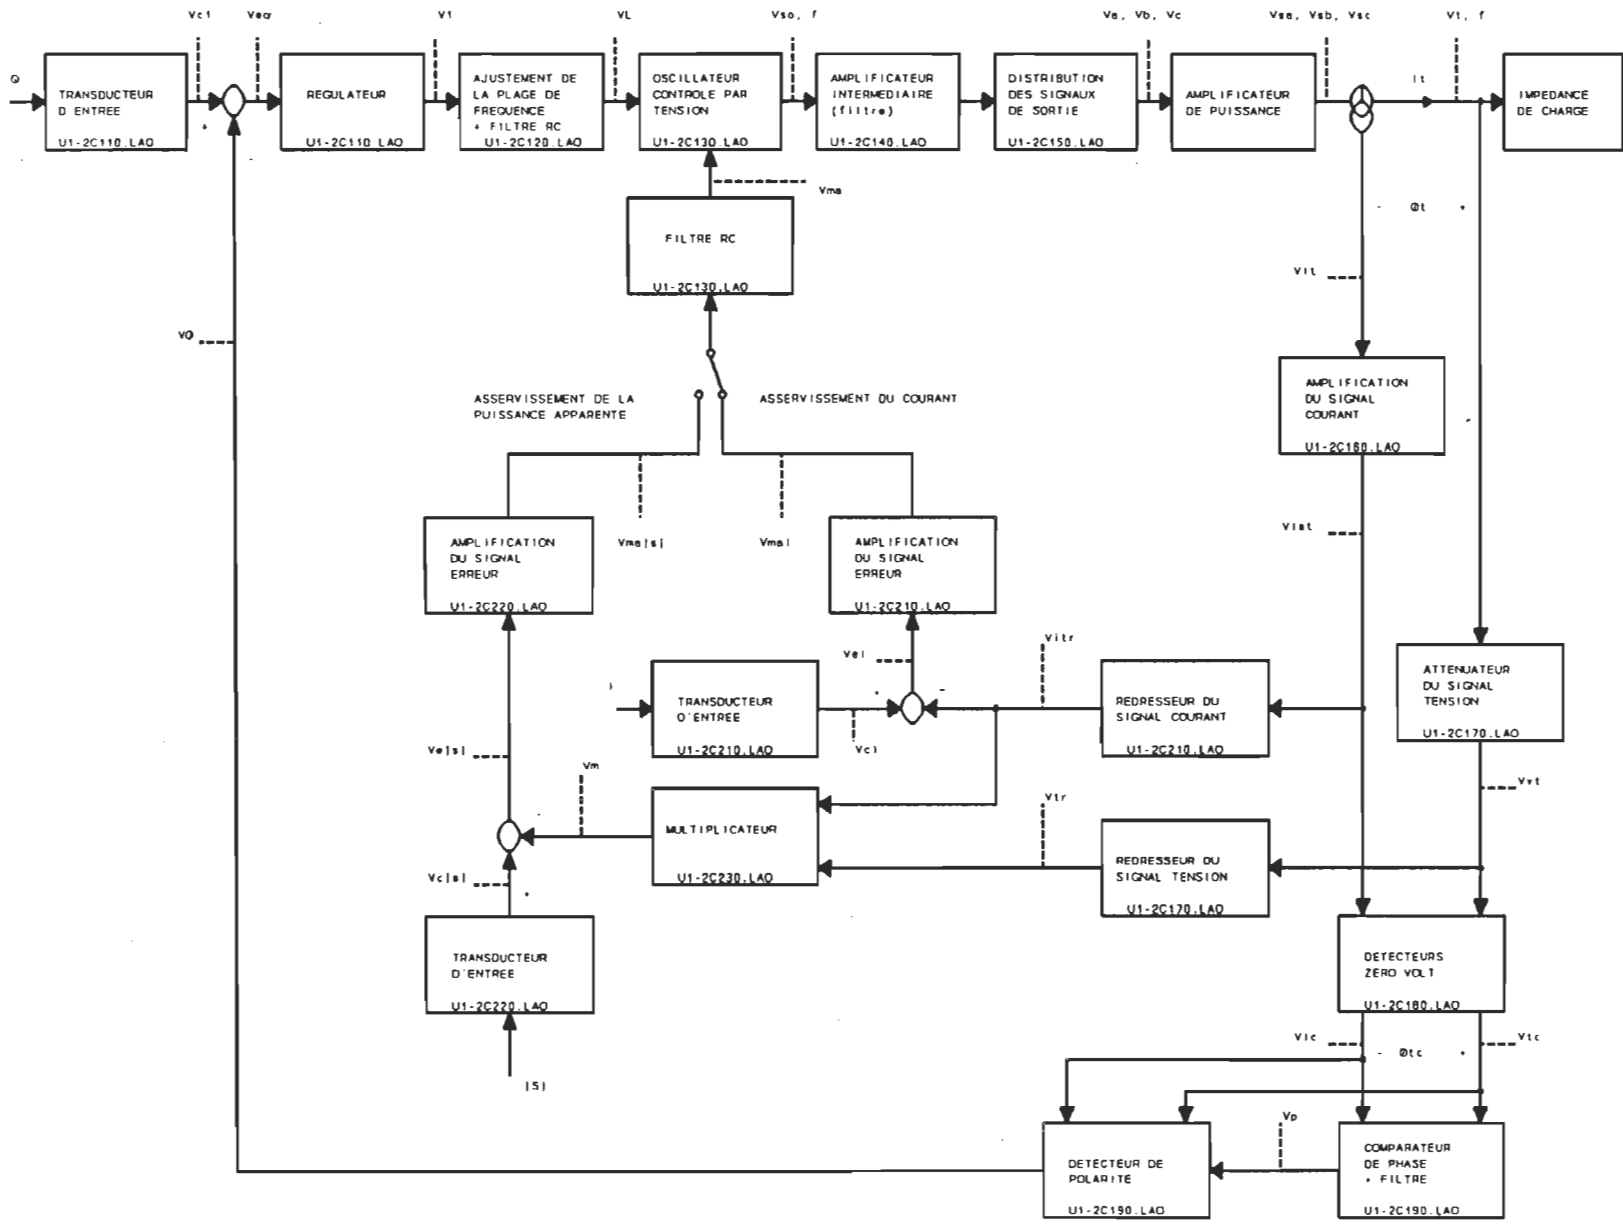 Vc1
Veφ
V1
VL
Vso, f
Va, Vb, Vc
Vsa, Vsb, Vsc
Vt, f
TRANSDUCTEUR
D'ENTREE
U1-2C110.LAO
REGULATEUR
U1-2C110.LAO
AJUSTEMENT DE
LA PLAGE DE
FREQUENCE
+ FILTRE RC
U1-2C120.LAO
OSCILLATEUR
CONTROLE PAR
TENSION
U1-2C130.LAO
AMPLIFICATEUR
INTERMEDIAIRE
(filtre)
U1-2C140.LAO
DISTRIBUTION
DES SIGNAUX
DE SORTIE
U1-2C150.LAO
AMPLIFICATEUR
DE PUISSANCE
It
IMPEDANCE
DE CHARGE
Vma
- Øt +
FILTRE RC
U1-2C130.LAO
Vit
VØ
AMPLIFICATION
DU SIGNAL
COURANT
U1-2C160.LAO
ASSERVISSEMENT DE LA
PUISSANCE APPARENTE
ASSERVISSEMENT DU COURANT
Viat
Vma|s|
Vmai
AMPLIFICATION
DU SIGNAL
ERREUR
U1-2C220.LAO
AMPLIFICATION
DU SIGNAL
ERREUR
U1-2C210.LAO
Vei
Vitr
I
TRANSDUCTEUR
D'ENTREE
U1-2C210.LAO
+
-
Vci
REDRESSEUR DU
SIGNAL COURANT
U1-2C210.LAO
ATTENUATEUR
DU SIGNAL
TENSION
U1-2C170.LAO
Ve|s|
Vm
Vtr
Vvt
MULTIPLICATEUR
U1-2C230.LAO
REDRESSEUR DU
SIGNAL TENSION
U1-2C170.LAO
Vc|s|
+
TRANSDUCTEUR
D'ENTREE
U1-2C220.LAO
|S|
DETECTEURS
ZERO VOLT
U1-2C180.LAO
Vic
- Øtc +
Vtc
Vp
DETECTEUR DE
POLARITE
U1-2C190.LAO
COMPARATEUR
DE PHASE
+ FILTRE
U1-2C190.LAO